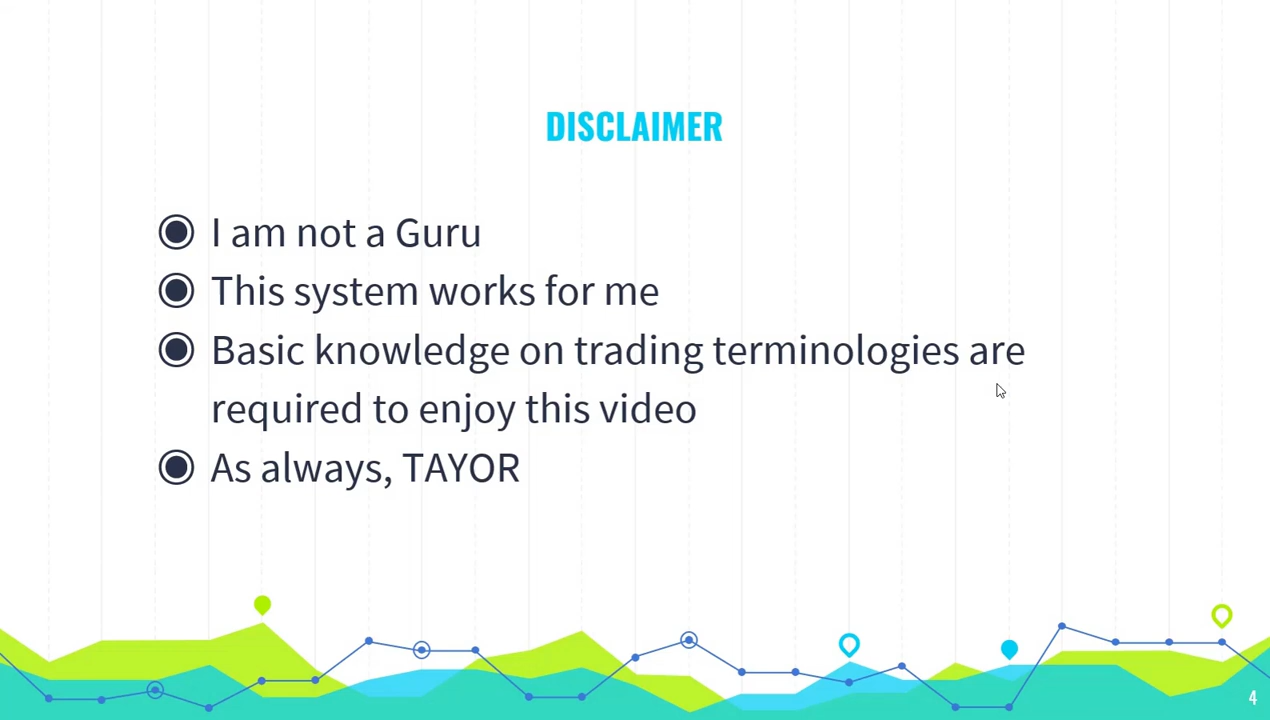 DISCLAIMER
I am not a Guru
This system works for me
Basic knowledge on trading terminologies are
required to enjoy this video
As always, TAYOR
4